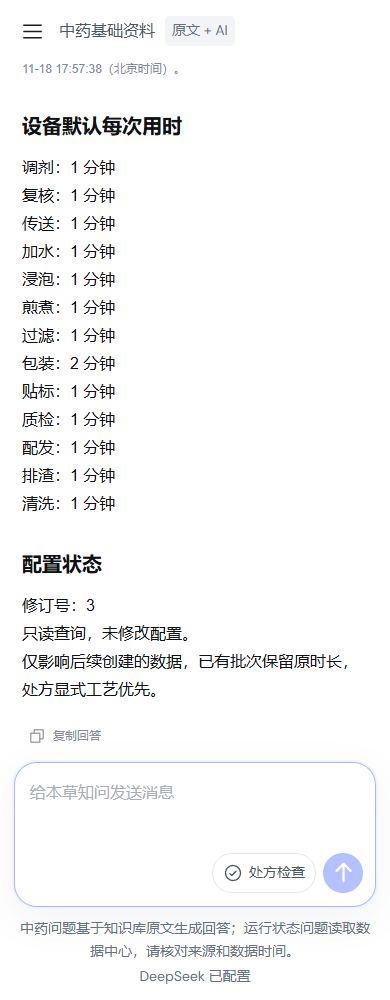 中药基础资料 原文 + AI
11-18 17:57:38（北京时间）。
设备默认每次用时
调剂：1 分钟
复核：1 分钟
传送：1 分钟
加水：1 分钟
浸泡：1 分钟
煎煮：1 分钟
过滤：1 分钟
包装：2 分钟
贴标：1 分钟
质检：1 分钟
配发：1 分钟
排渣：1 分钟
清洗：1 分钟
配置状态
修订号：3
只读查询，未修改配置。
仅影响后续创建的数据，已有批次保留原时长，
处方显式工艺优先。
复制回答
给本草知问发送消息
处方检查
中药问题基于知识库原文生成回答；运行状态问题读取数
据中心，请核对来源和数据时间。
DeepSeek 已配置